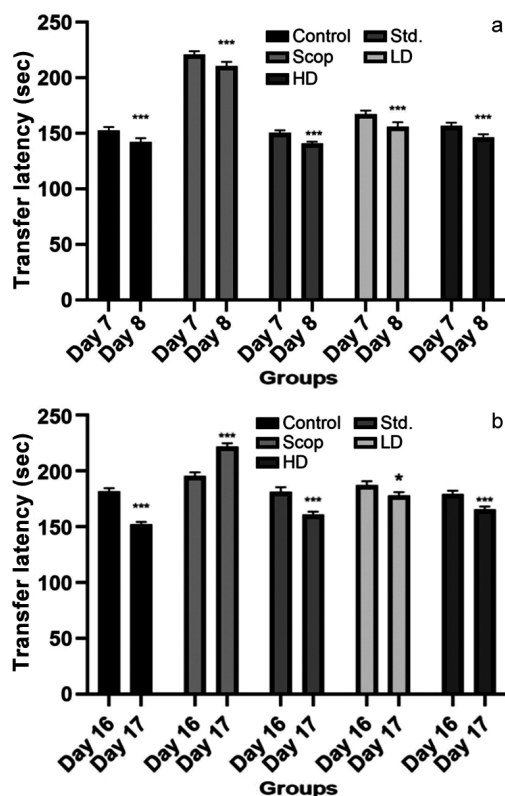 a
Control Std.
Scop LD
HD
Transfer latency (sec)
250
200
150
100
50
0
*** *** *** *** ***
Day 7 Day 8 Day 7 Day 8 Day 7 Day 8 Day 7 Day 8 Day 7 Day 8
Groups
b
Control Std.
Scop LD
HD
Transfer latency (sec)
250
200
150
100
50
0
*** *** *** * ***
Day 16 Day 17 Day 16 Day 17 Day 16 Day 17 Day 16 Day 17 Day 16 Day 17
Groups